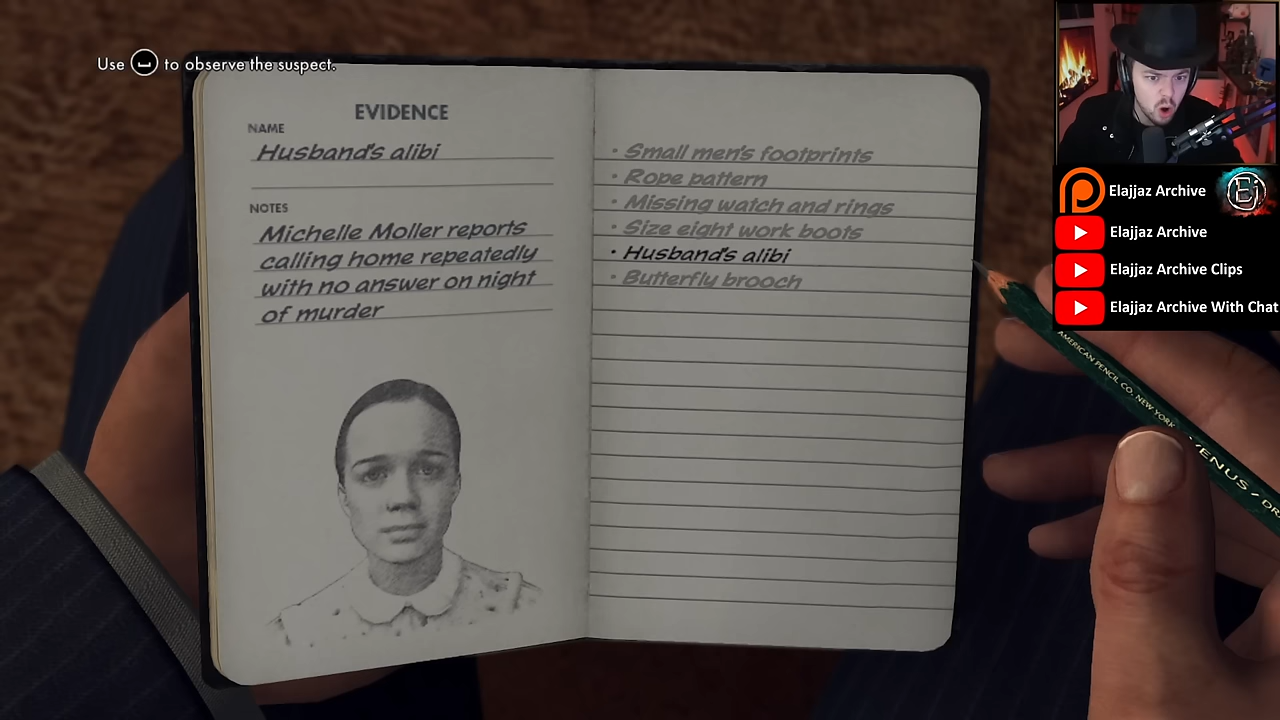 Use to observe the suspect.
EVIDENCE
NAME
Husband's alibi
NOTES
Michelle Moller reports
calling home repeatedly
with no answer on night
of murder
• Small men's footprints
• Rope pattern
• Missing watch and rings
• Size eight work boots
• Husband's alibi
• Butterfly brooch
Elajjaz Archive
Ej
Elajjaz Archive
Elajjaz Archive Clips
Elajjaz Archive With Chat
AMERICAN PENCIL CO. NEW YORK
VENUS / DR